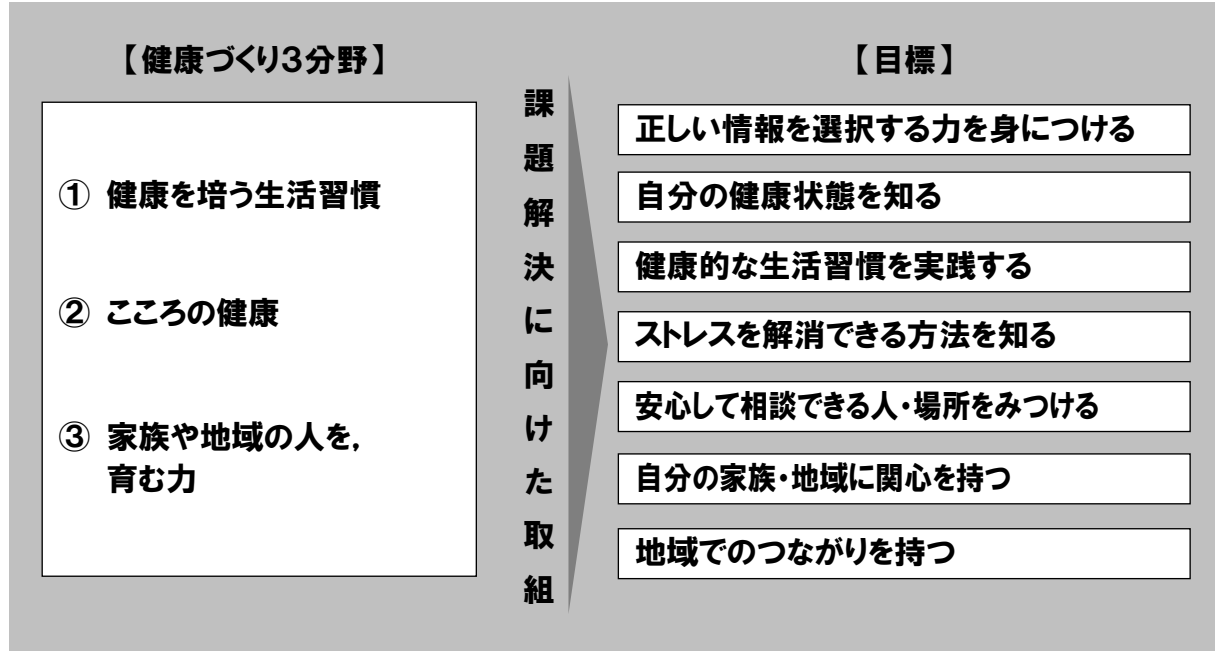 【健康づくり3分野】
① 健康を培う生活習慣
② こころの健康
③ 家族や地域の人を,
育む力
課題解決に向けた取組
【目標】
正しい情報を選択する力を身につける
自分の健康状態を知る
健康的な生活習慣を実践する
ストレスを解消できる方法を知る
安心して相談できる人・場所をみつける
自分の家族・地域に関心を持つ
地域でのつながりを持つ